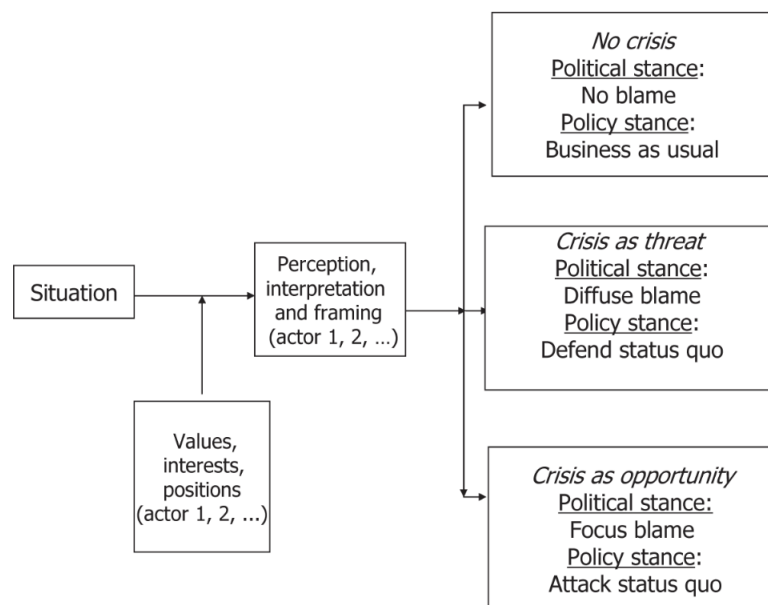 No crisis
Political stance:
No blame
Policy stance:
Business as usual
Situation
Perception,
interpretation
and framing
(actor 1, 2, …)
Crisis as threat
Political stance:
Diffuse blame
Policy stance:
Defend status quo
Values,
interests,
positions
(actor 1, 2, ...)
Crisis as opportunity
Political stance:
Focus blame
Policy stance:
Attack status quo